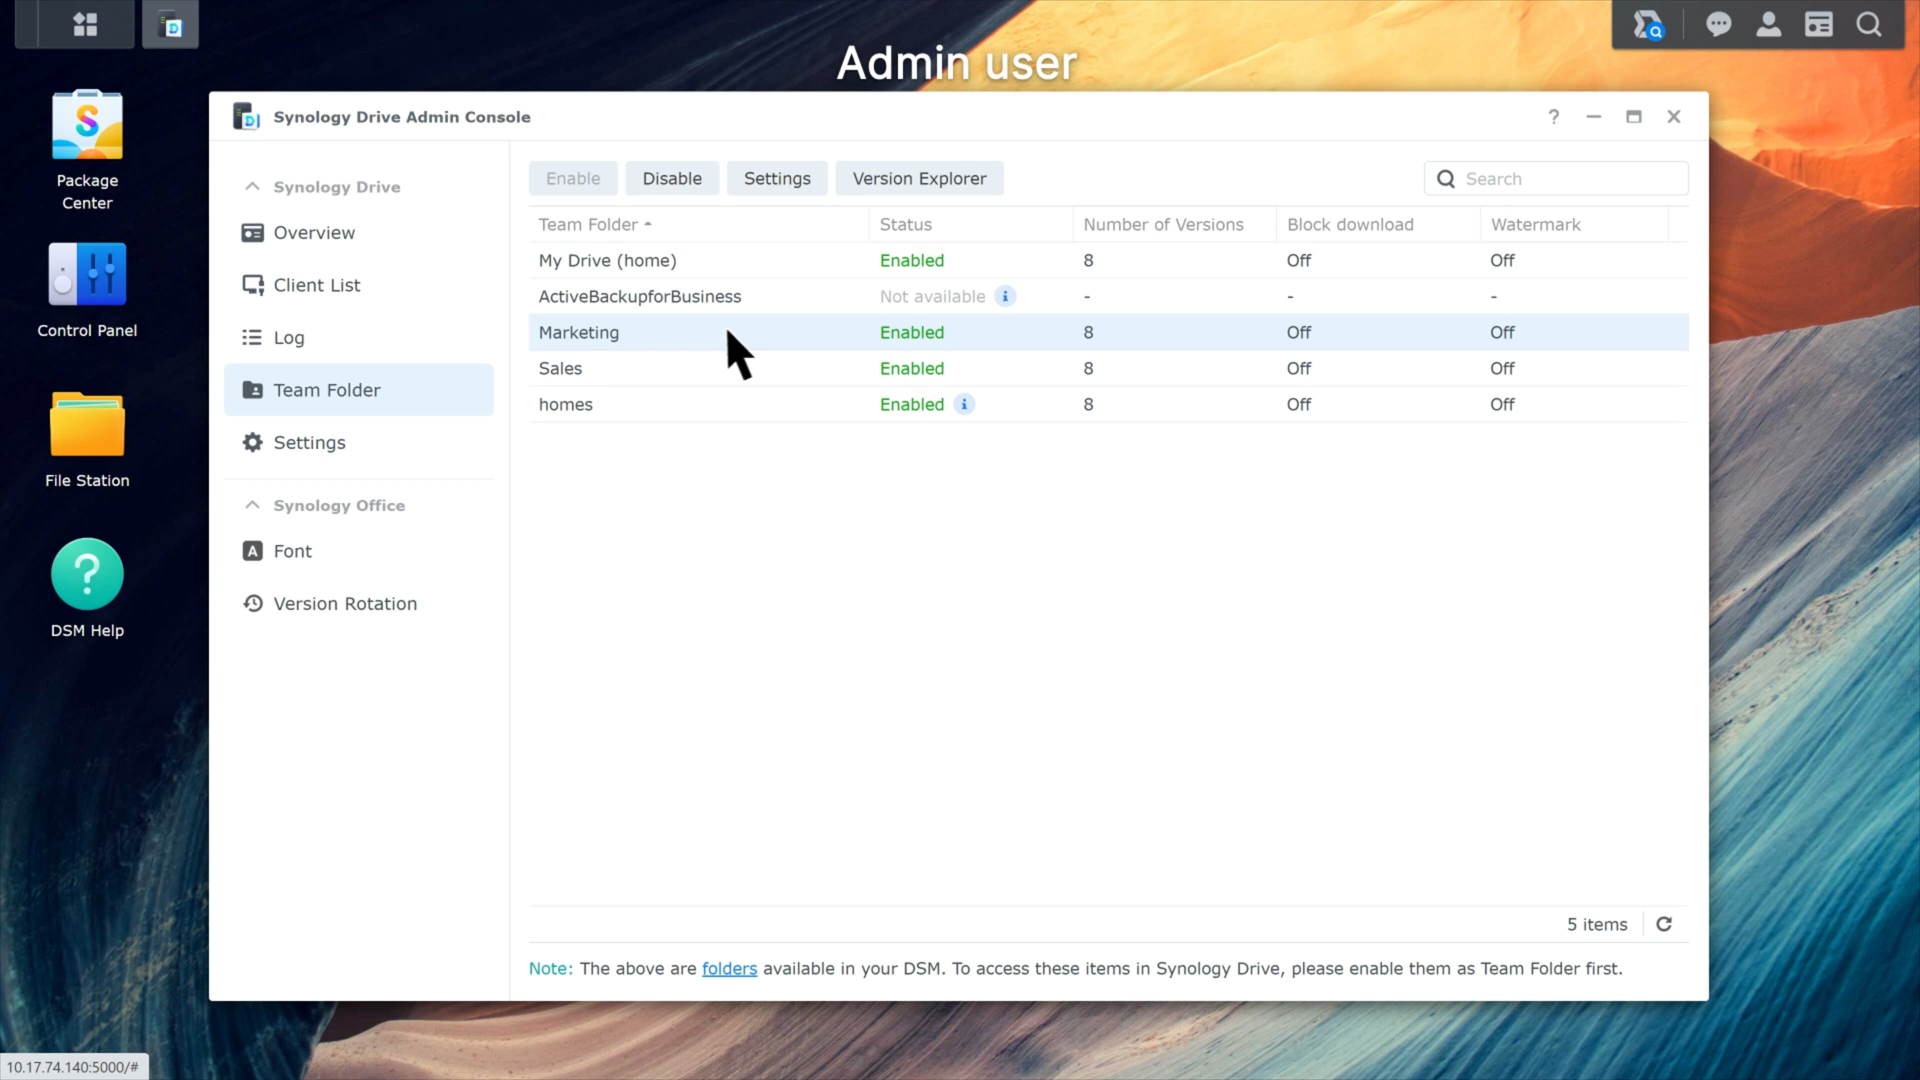 Admin user
Package
Center
Control Panel
File Station
DSM Help
Synology Drive Admin Console
?
Synology Drive
Overview
Client List
Log
Team Folder
Settings
Synology Office
Font
Version Rotation
Enable Disable Settings Version Explorer Search
Team Folder Status Number of Versions Block download Watermark
My Drive (home) Enabled 8 Off Off
ActiveBackupforBusiness Not available i - - -
Marketing Enabled 8 Off Off
Sales Enabled 8 Off Off
homes Enabled i 8 Off Off
5 items
Note: The above are folders available in your DSM. To access these items in Synology Drive, please enable them as Team Folder first.
10.17.74.140:5000/#